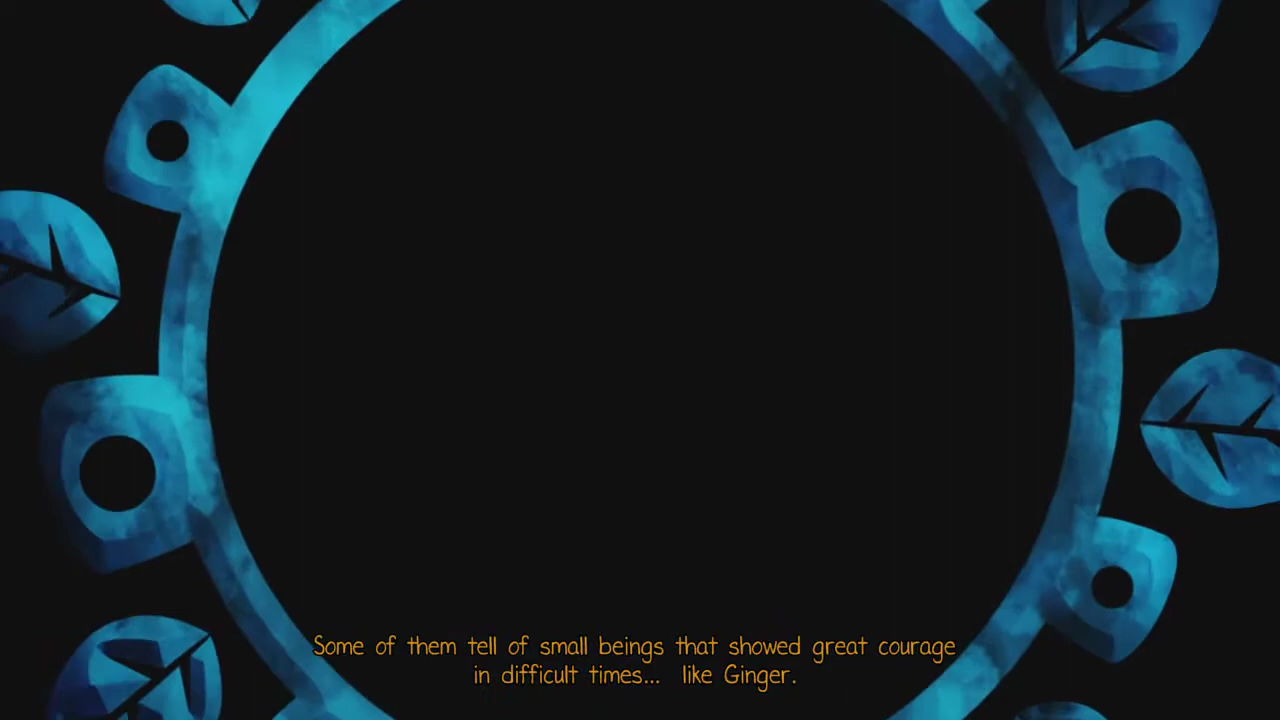 Some of them tell of small beings that showed great courage
in difficult times... like Ginger.